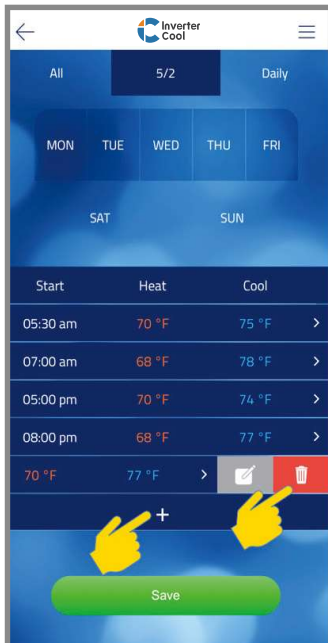 Inverter
Cool
All 5/2 Daily
MON TUE WED THU FRI
SAT SUN
Start Heat Cool
05:30 am 70 °F 75 °F >
07:00 am 68 °F 78 °F >
05:00 pm 70 °F 74 °F >
08:00 pm 68 °F 77 °F >
70 °F 77 °F >
+
Save